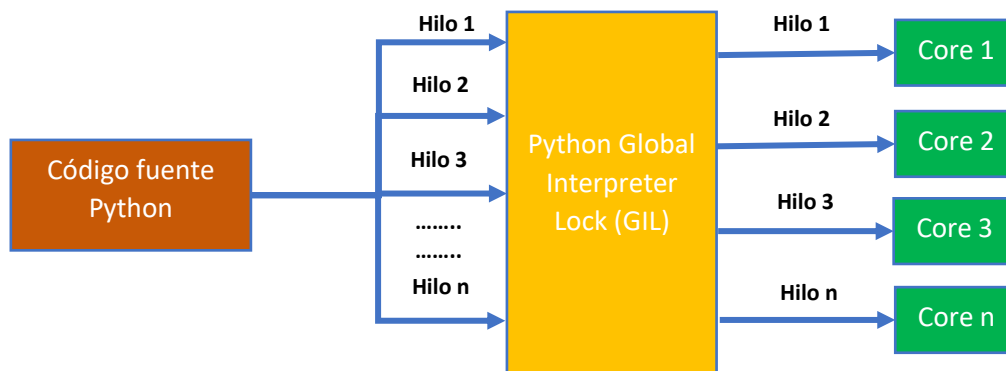 Código fuente
Python
Hilo 1
Hilo 2
Hilo 3
........
........
Hilo n
Python Global
Interpreter
Lock (GIL)
Hilo 1
Hilo 2
Hilo 3
Hilo n
Core 1
Core 2
Core 3
Core n